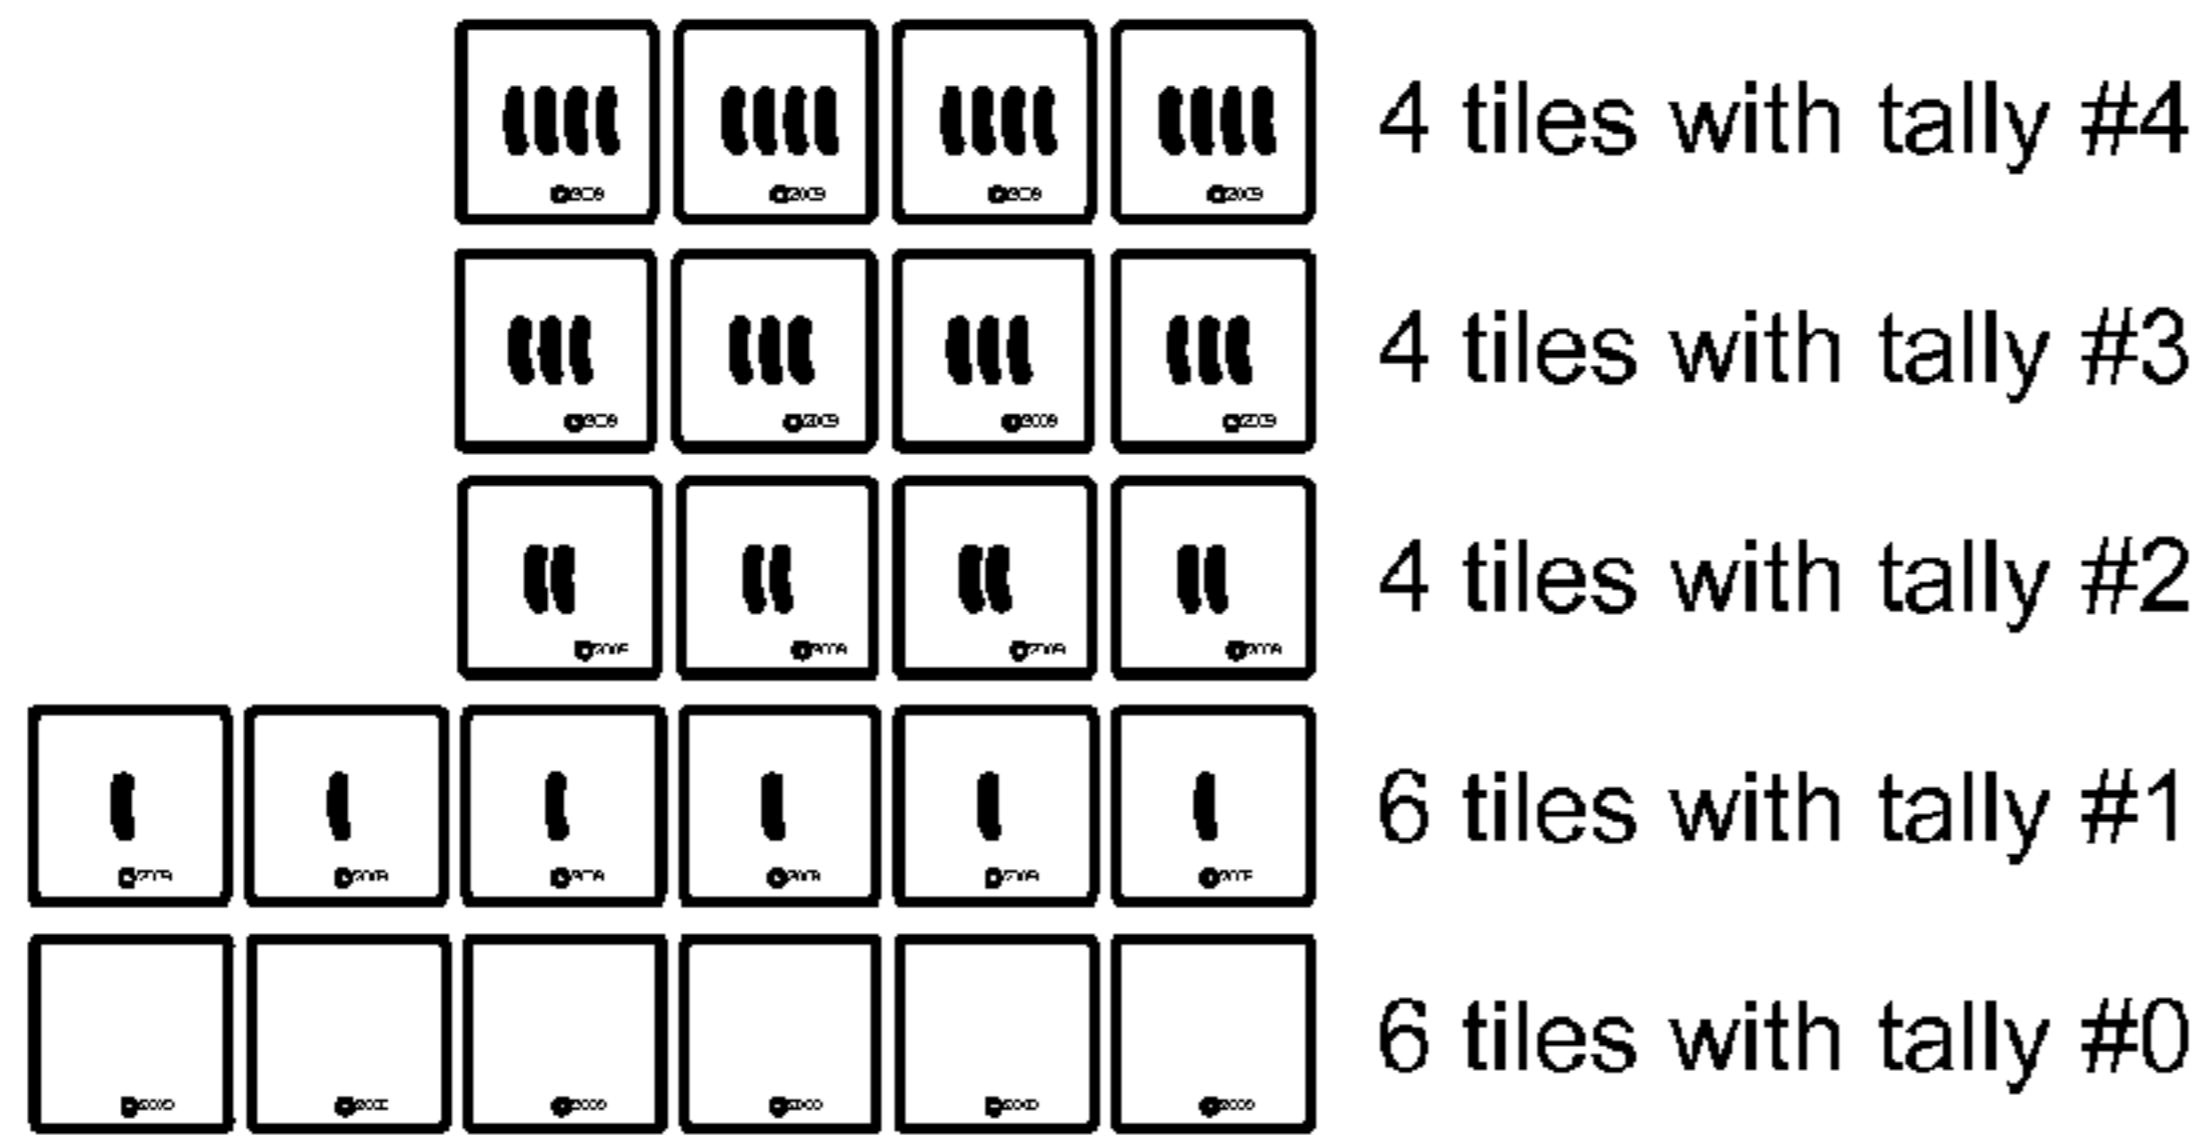 4 tiles with tally #4
4 tiles with tally #3
4 tiles with tally #2
6 tiles with tally #1
6 tiles with tally #0